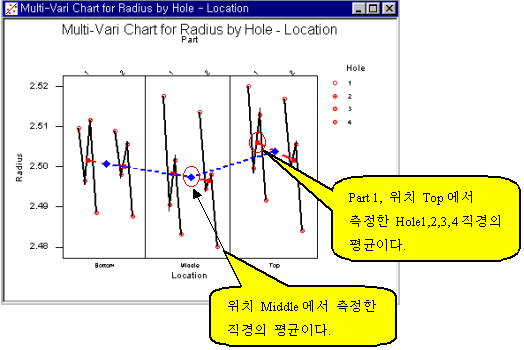 Multi-Vari Chart for Radius by Hole - Location
Multi-Vari Chart for Radius by Hole - Location
Part
1 2 1 2 1 2
Hole
1
2
3
4
2.52
2.51
2.50
2.49
2.48
Radius
Bottom Middle Top
Location
Part 1, 위치 Top 에서
측정한 Hole1,2,3,4 직경의
평균이다.
위치 Middle 에서 측정한
직경의 평균이다.